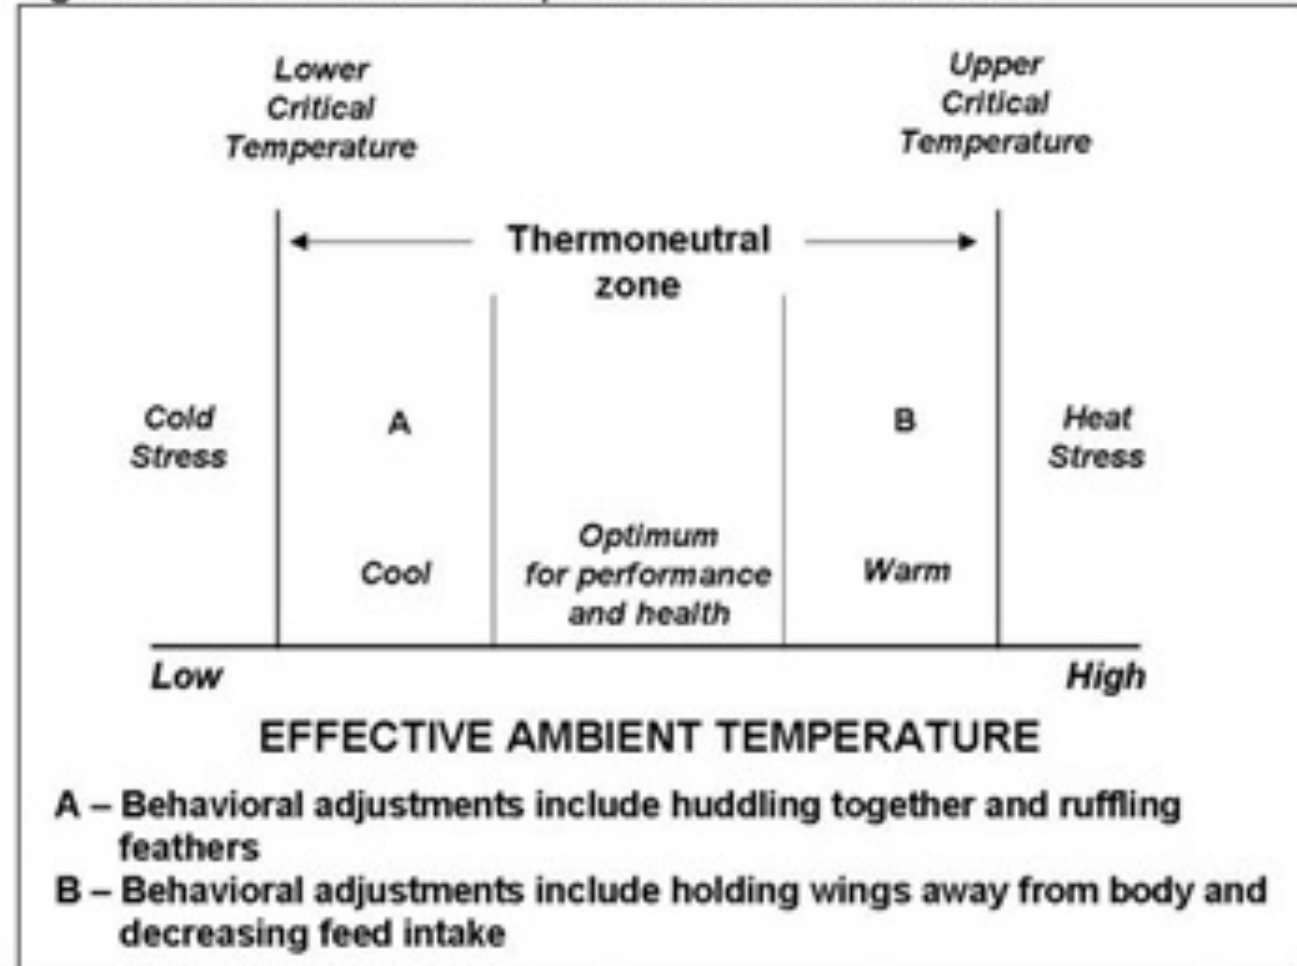 Lower
Critical
Temperature
Upper
Critical
Temperature
Thermoneutral
zone
Cold
Stress
A
B
Heat
Stress
Cool
Optimum
for performance
and health
Warm
Low
High
EFFECTIVE AMBIENT TEMPERATURE
A – Behavioral adjustments include huddling together and ruffling
feathers
B – Behavioral adjustments include holding wings away from body and
decreasing feed intake